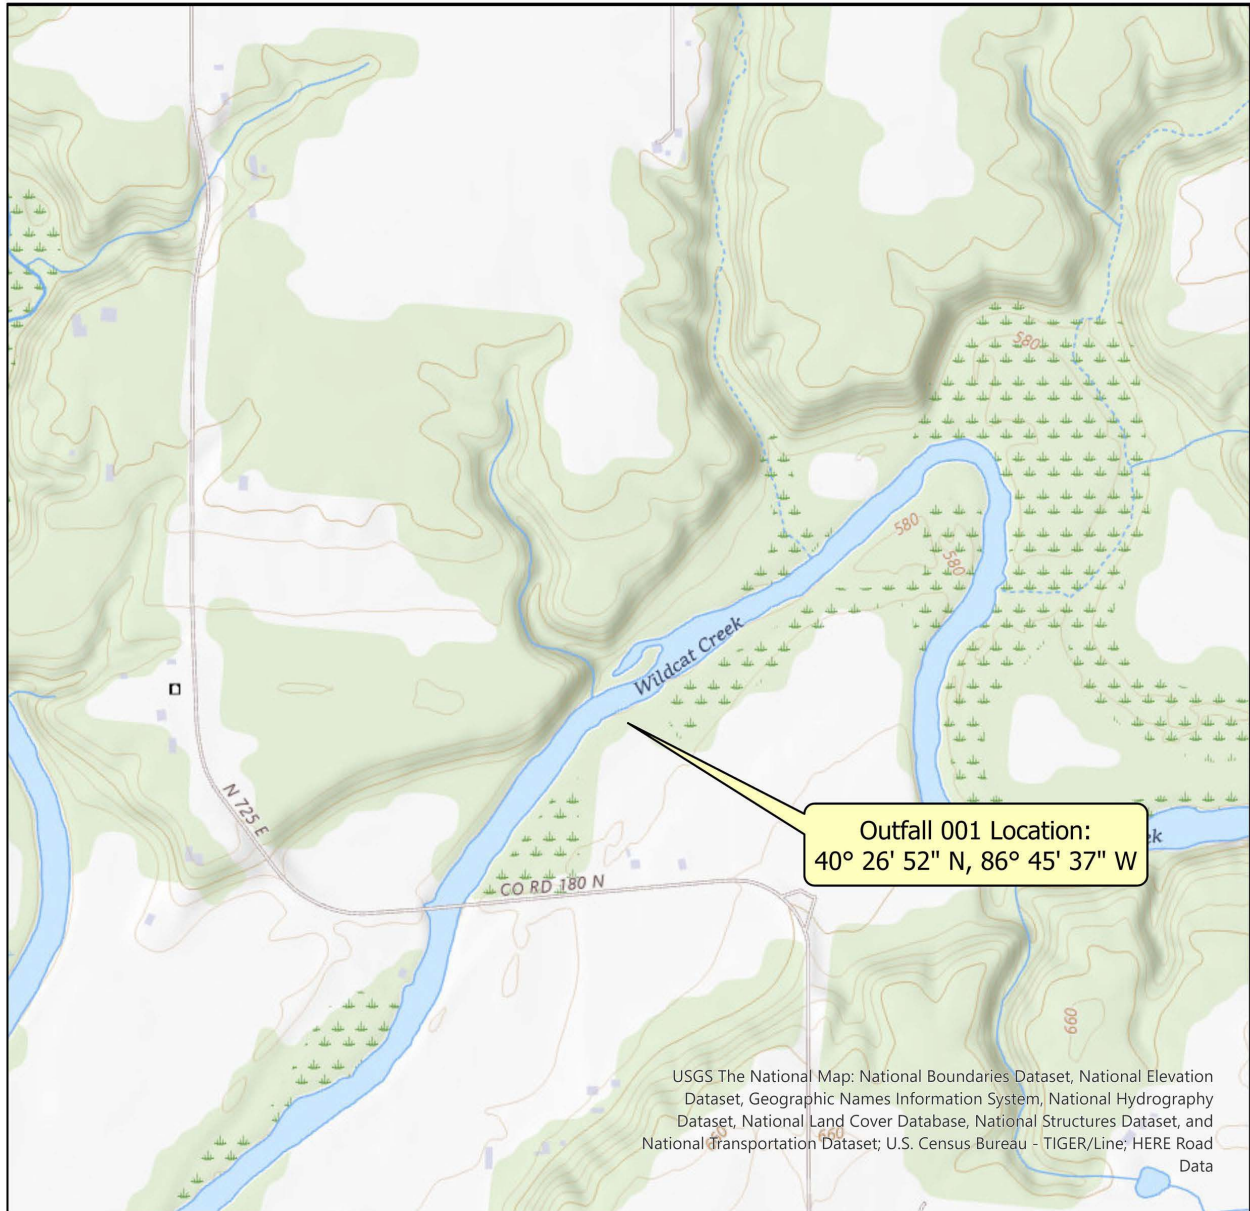 580
580
580
Wildcat Creek
N 725 E
Outfall 001 Location:
40° 26' 52" N, 86° 45' 37" W
ek
CO RD 180 N
660
USGS The National Map: National Boundaries Dataset, National Elevation
Dataset, Geographic Names Information System, National Hydrography
Dataset, National Land Cover Database, National Structures Dataset, and
National Transportation Dataset; U.S. Census Bureau - TIGER/Line; HERE Road
Data
660
660